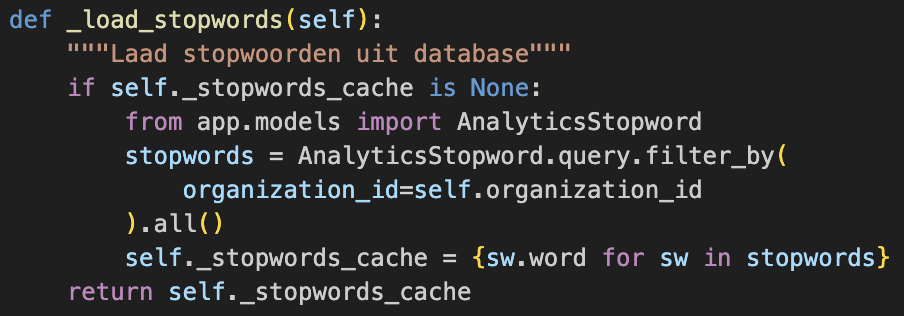 def _load_stopwords(self):
    """Laad stopwoorden uit database"""
    if self._stopwords_cache is None:
        from app.models import AnalyticsStopword
        stopwords = AnalyticsStopword.query.filter_by(
            organization_id=self.organization_id
        ).all()
        self._stopwords_cache = {sw.word for sw in stopwords}
    return self._stopwords_cache